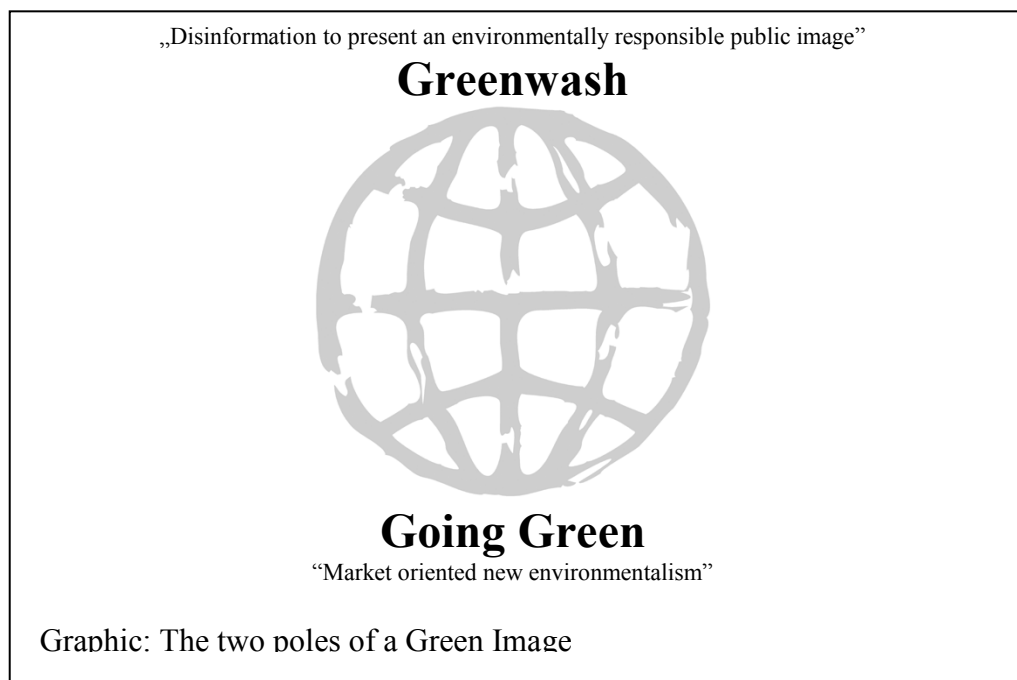 „Disinformation to present an environmentally responsible public image”
Greenwash
Going Green
“Market oriented new environmentalism”
Graphic: The two poles of a Green Image